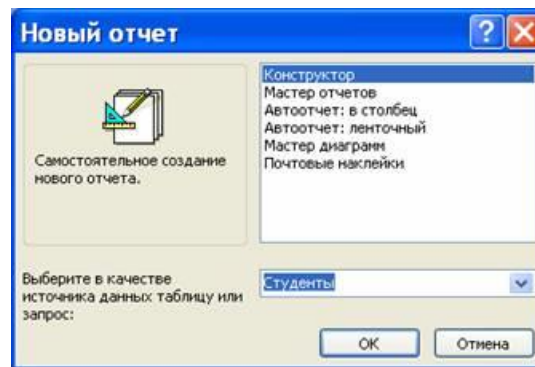 Новый отчет
Конструктор
Мастер отчетов
Автоотчет: в столбец
Автоотчет: ленточный
Мастер диаграмм
Почтовые наклейки
Самостоятельное создание
нового отчета.
Выберите в качестве
источника данных таблицу или
запрос:
Студенты
ОК
Отмена